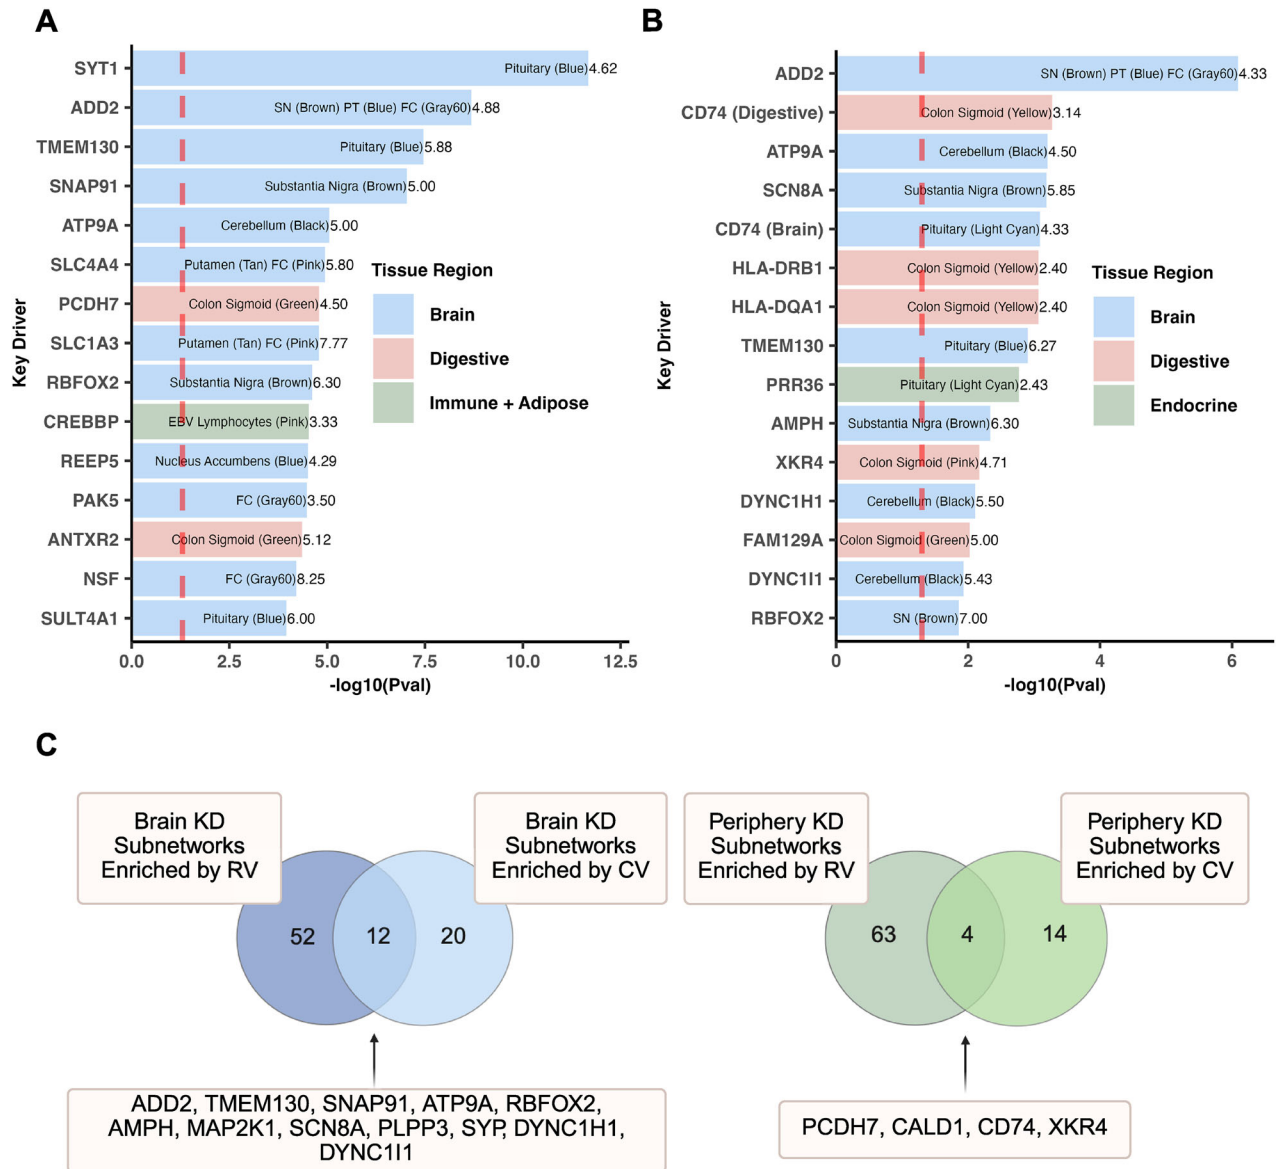 A
SYT1 Pituitary (Blue) 4.62
ADD2 SN (Brown) PT (Blue) FC (Gray60) 4.88
TMEM130 Pituitary (Blue) 5.88
SNAP91 Substantia Nigra (Brown) 5.00
ATP9A Cerebellum (Black) 5.00
SLC4A4 Putamen (Tan) FC (Pink) 5.80
PCDH7 Colon Sigmoid (Green) 4.50
SLC1A3 Putamen (Tan) FC (Pink) 7.77
RBFOX2 Substantia Nigra (Brown) 6.30
CREBBP EBV Lymphocytes (Pink) 3.33
REEP5 Nucleus Accumbens (Blue) 4.29
PAK5 FC (Gray60) 3.50
ANTXR2 Colon Sigmoid (Green) 5.12
NSF FC (Gray60) 8.25
SULT4A1 Pituitary (Blue) 6.00
Key Driver
0.0 2.5 5.0 7.5 10.0 12.5
-log10(Pval)
Tissue Region
Brain
Digestive
Immune + Adipose
B
ADD2 SN (Brown) PT (Blue) FC (Gray60) 4.33
CD74 (Digestive) Colon Sigmoid (Yellow) 3.14
ATP9A Cerebellum (Black) 4.50
SCN8A Substantia Nigra (Brown) 5.85
CD74 (Brain) Pituitary (Light Cyan) 4.33
HLA-DRB1 Colon Sigmoid (Yellow) 2.40
HLA-DQA1 Colon Sigmoid (Yellow) 2.40
TMEM130 Pituitary (Blue) 6.27
PRR36 Pituitary (Light Cyan) 2.43
AMPH Substantia Nigra (Brown) 6.30
XKR4 Colon Sigmoid (Pink) 4.71
DYNC1H1 Cerebellum (Black) 5.50
FAM129A Colon Sigmoid (Green) 5.00
DYNC1I1 Cerebellum (Black) 5.43
RBFOX2 SN (Brown) 7.00
Key Driver
0 2 4 6
-log10(Pval)
Tissue Region
Brain
Digestive
Endocrine
C
Brain KD
Subnetworks
Enriched by RV
Brain KD
Subnetworks
Enriched by CV
52 12 20
ADD2, TMEM130, SNAP91, ATP9A, RBFOX2,
AMPH, MAP2K1, SCN8A, PLPP3, SYP, DYNC1H1,
DYNC1I1
Periphery KD
Subnetworks
Enriched by RV
Periphery KD
Subnetworks
Enriched by CV
63 4 14
PCDH7, CALD1, CD74, XKR4